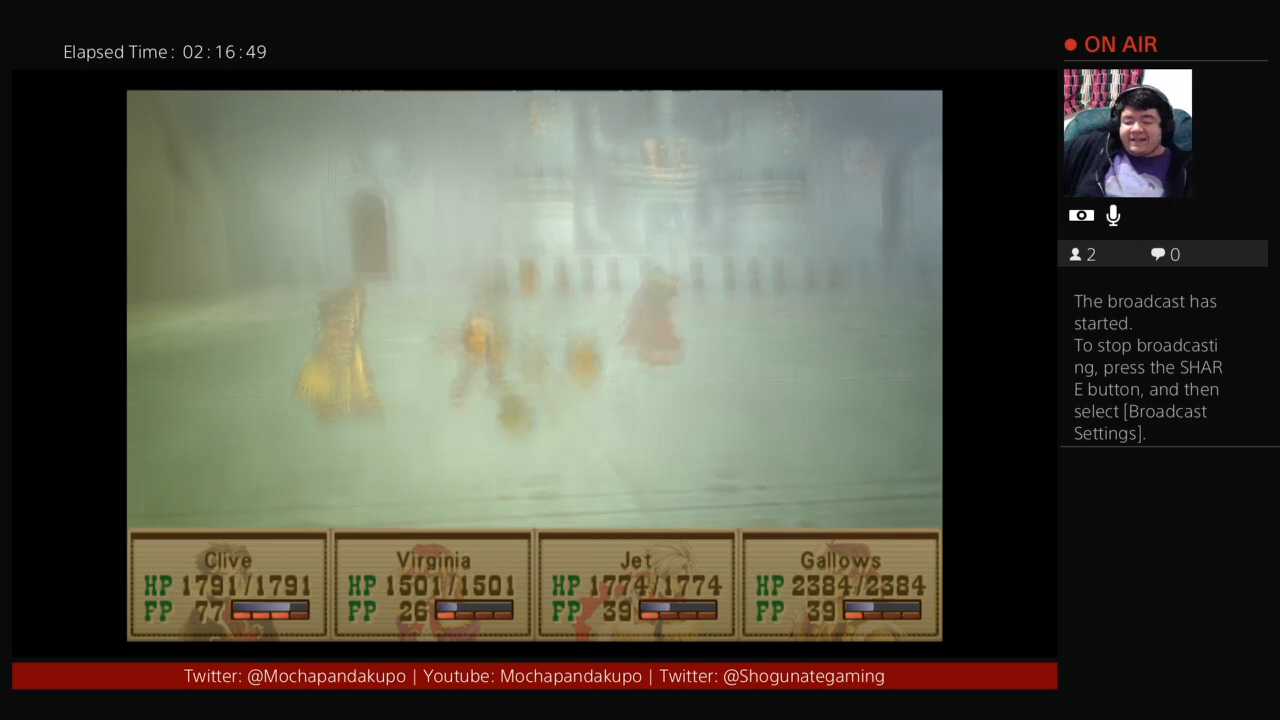 Elapsed Time: 02:16:49
ON AIR
2 0
The broadcast has
started.
To stop broadcasti
ng, press the SHAR
E button, and then
select [Broadcast
Settings].
Clive
HP 1791/1791
FP 77
Virginia
HP 1501/1501
FP 26
Jet
HP 1774/1774
FP 39
Gallows
HP 2384/2384
FP 39
Twitter: @Mochapandakupo | Youtube: Mochapandakupo | Twitter: @Shogunategaming